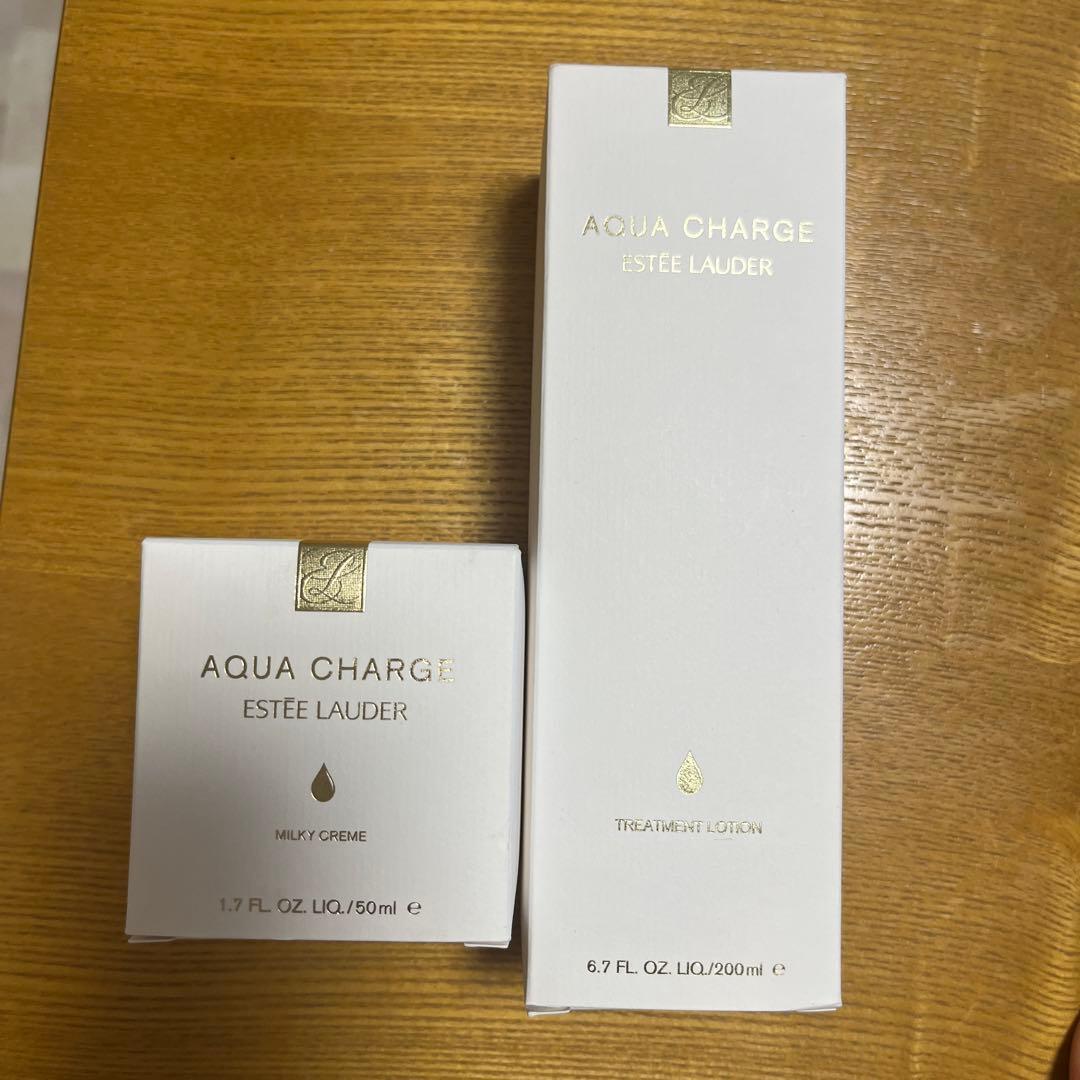 AQUA CHARGE
ESTĒE LAUDER
MILKY CREME
1.7 FL. OZ. LIQ./50ml ℮
AQUA CHARGE
ESTĒE LAUDER
TREATMENT LOTION
6.7 FL. OZ. LIQ./200ml ℮